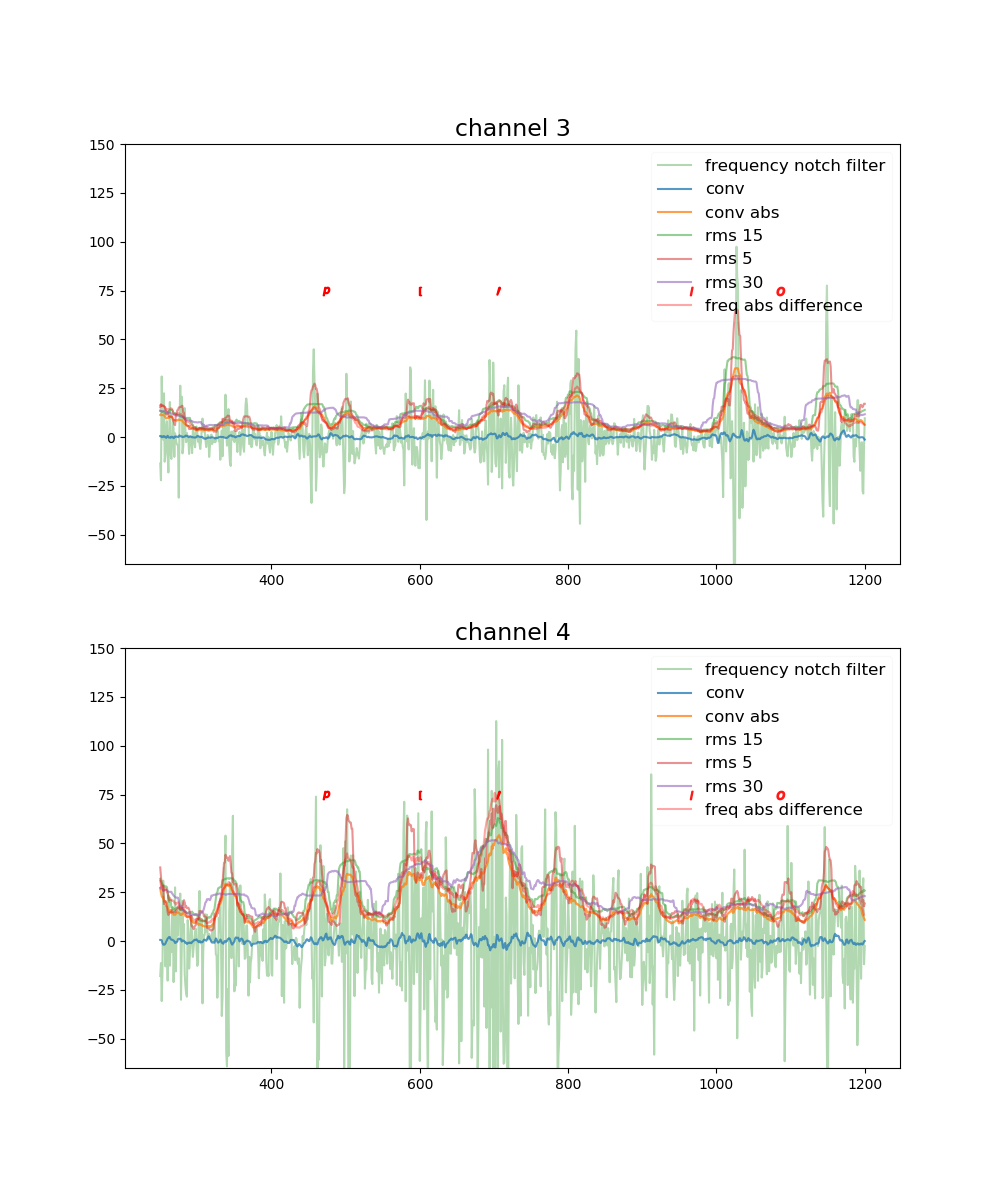 channel 3
150
125
100
75
50
25
0
−25
−50
frequency notch filter
conv
conv abs
rms 15
rms 5
rms 30
freq abs difference
p I I I O
400 600 800 1000 1200
channel 4
150
125
100
75
50
25
0
−25
−50
frequency notch filter
conv
conv abs
rms 15
rms 5
rms 30
freq abs difference
p I I I O
400 600 800 1000 1200